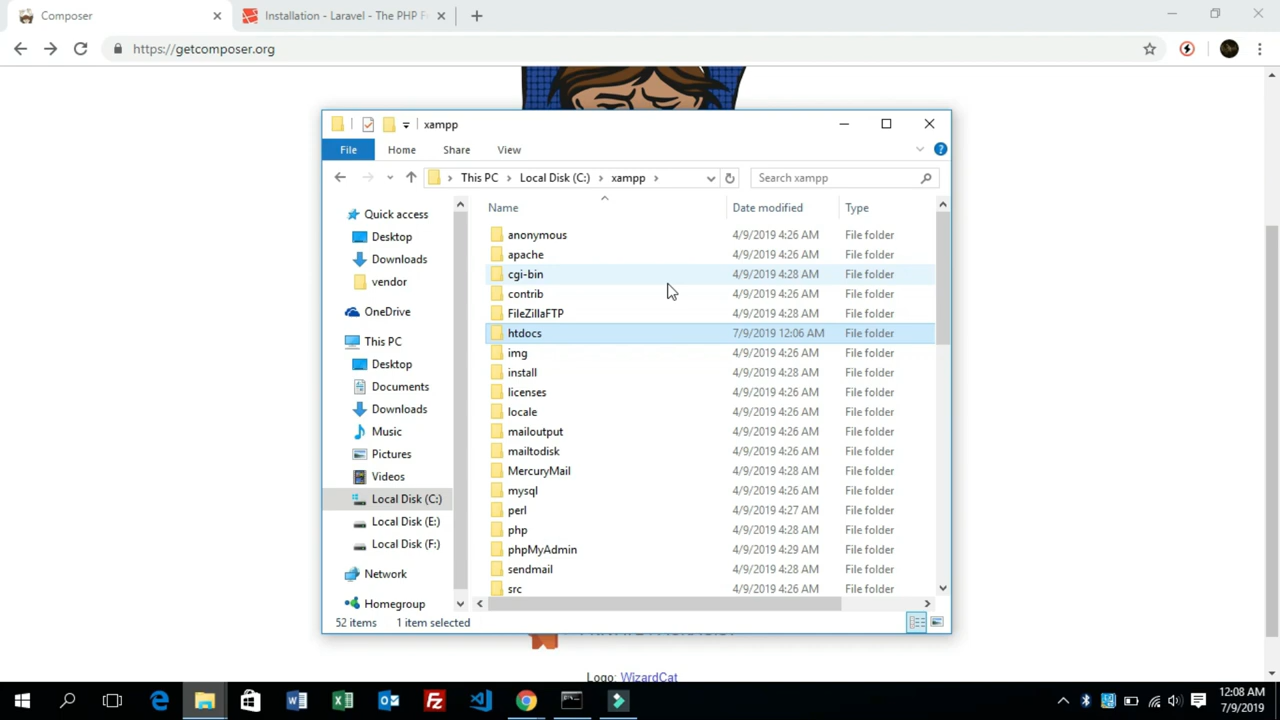 Composer
Installation - Laravel - The PHP F
https://getcomposer.org
xampp
File Home Share View
This PC Local Disk (C:) xampp
Search xampp
Name Date modified Type
Quick access
Desktop
Downloads
vendor
OneDrive
This PC
Desktop
Documents
Downloads
Music
Pictures
Videos
Local Disk (C:)
Local Disk (E:)
Local Disk (F:)
Network
Homegroup
anonymous 4/9/2019 4:26 AM File folder
apache 4/9/2019 4:26 AM File folder
cgi-bin 4/9/2019 4:28 AM File folder
contrib 4/9/2019 4:26 AM File folder
FileZillaFTP 4/9/2019 4:28 AM File folder
htdocs 7/9/2019 12:06 AM File folder
img 4/9/2019 4:26 AM File folder
install 4/9/2019 4:28 AM File folder
licenses 4/9/2019 4:26 AM File folder
locale 4/9/2019 4:26 AM File folder
mailoutput 4/9/2019 4:26 AM File folder
mailtodisk 4/9/2019 4:26 AM File folder
MercuryMail 4/9/2019 4:28 AM File folder
mysql 4/9/2019 4:26 AM File folder
perl 4/9/2019 4:27 AM File folder
php 4/9/2019 4:28 AM File folder
phpMyAdmin 4/9/2019 4:29 AM File folder
sendmail 4/9/2019 4:28 AM File folder
src 4/9/2019 4:26 AM File folder
52 items 1 item selected
Logo: WizardCat
12:08 AM
7/9/2019